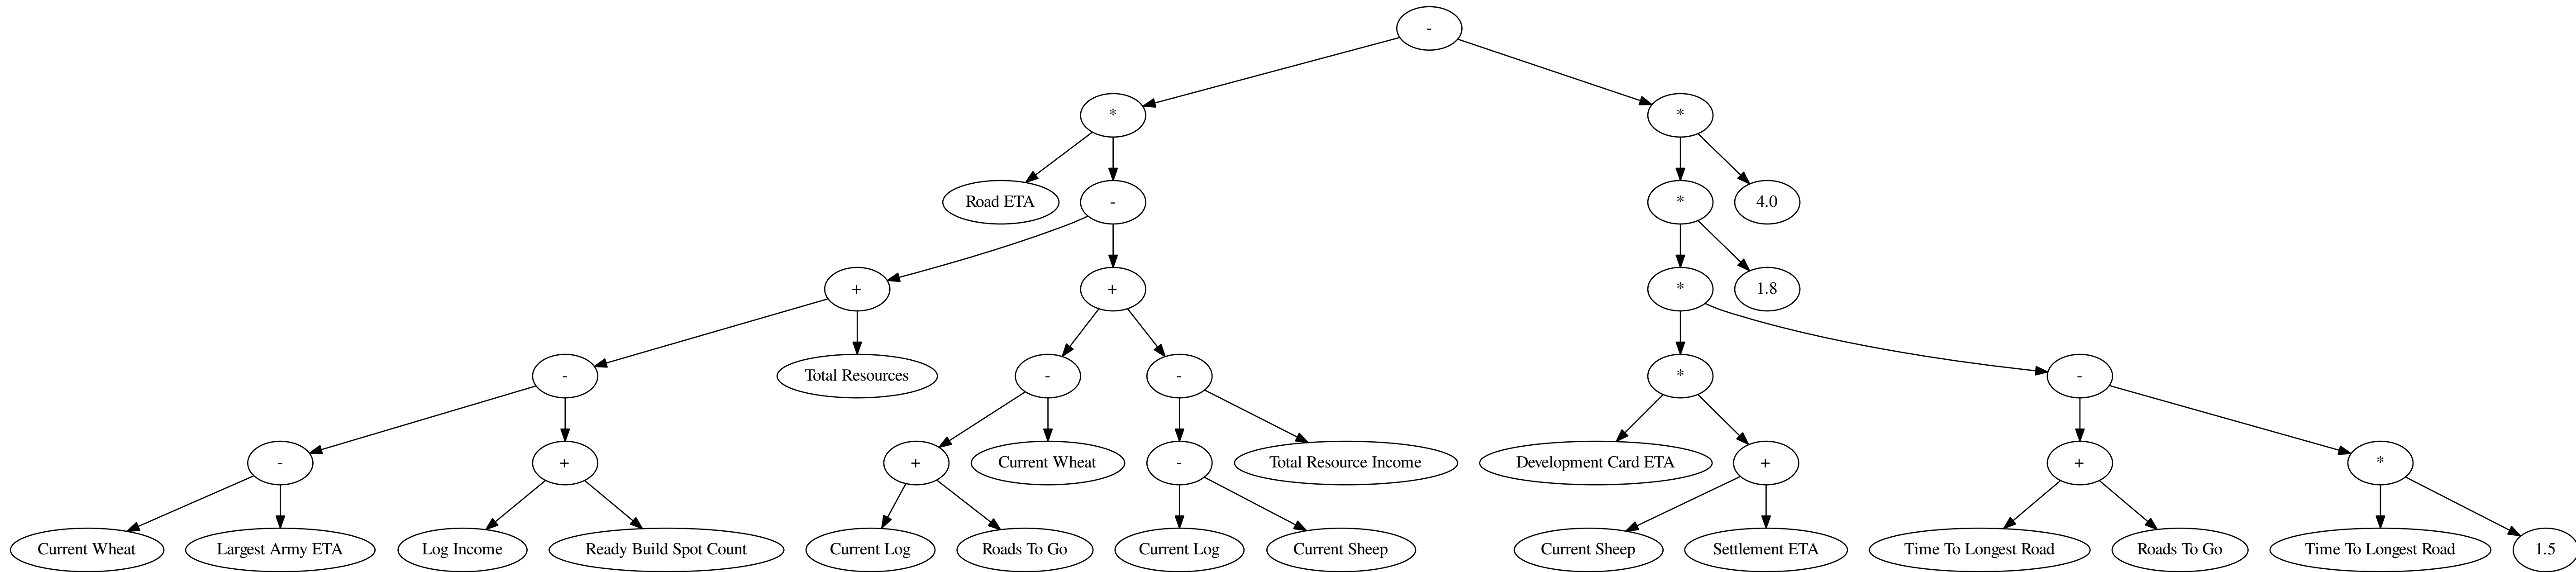 -
*
*
Road ETA
-
*
4.0
+
+
*
1.8
-
Total Resources
-
-
*
-
-
+
+
Current Wheat
-
Total Resource Income
Development Card ETA
+
+
*
Current Wheat
Largest Army ETA
Log Income
Ready Build Spot Count
Current Log
Roads To Go
Current Log
Current Sheep
Current Sheep
Settlement ETA
Time To Longest Road
Roads To Go
Time To Longest Road
1.5